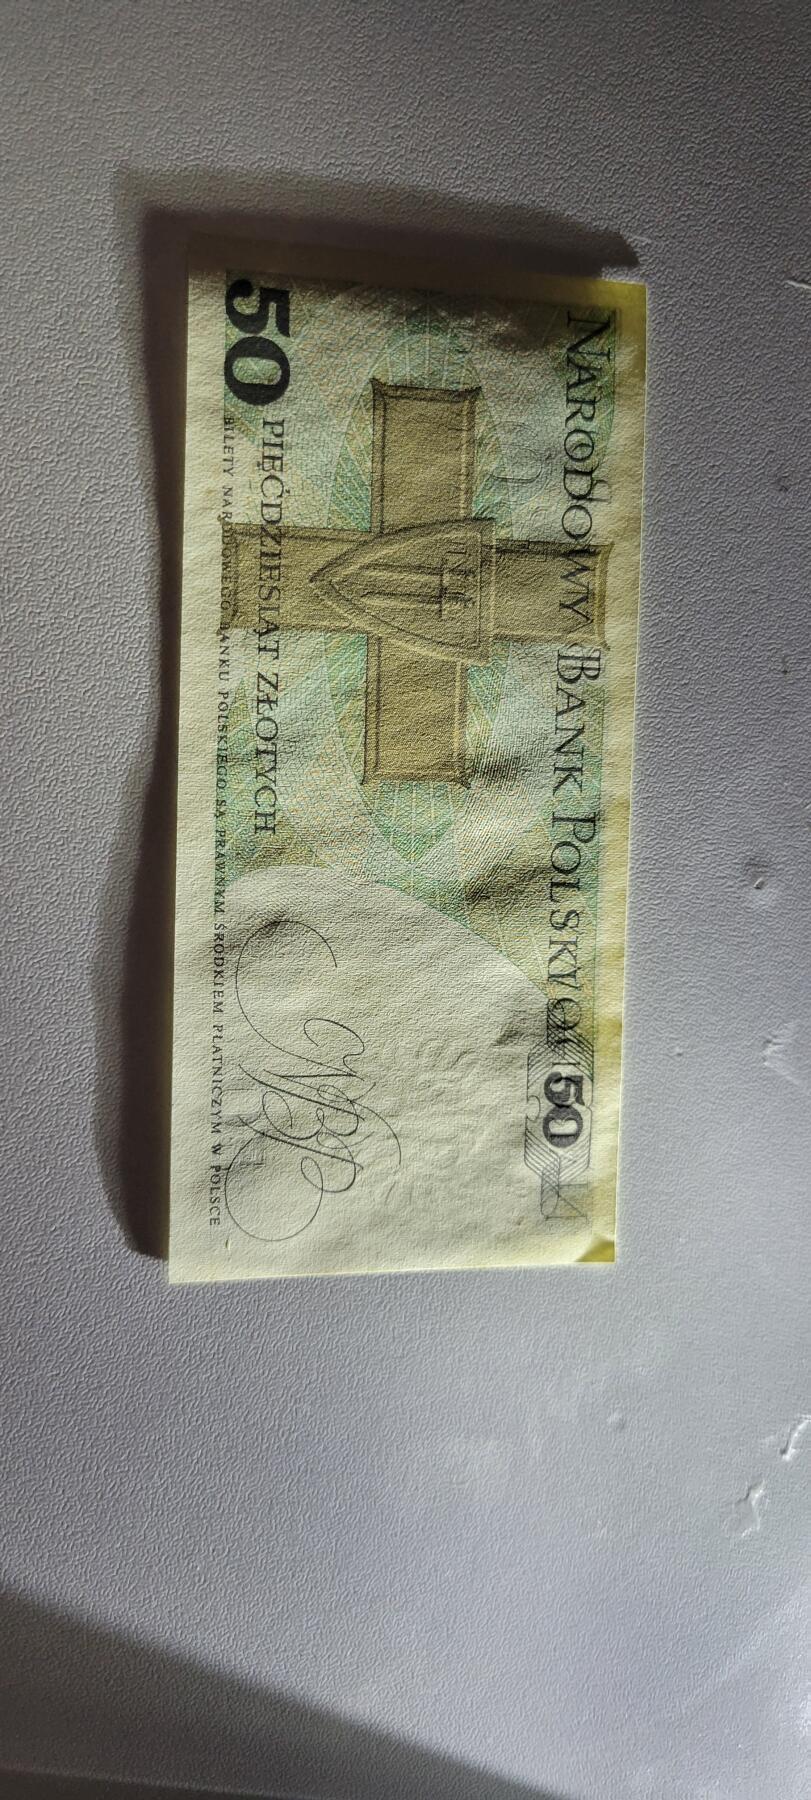 NARODOWY BANK POLSKI
50
50
PIĘĆDZIESIĄT ZŁOTYCH
BILETY NARODOWEGO BANKU POLSKIEGO SĄ PRAWNYM ŚRODKIEM PŁATNICZYM W POLSCE